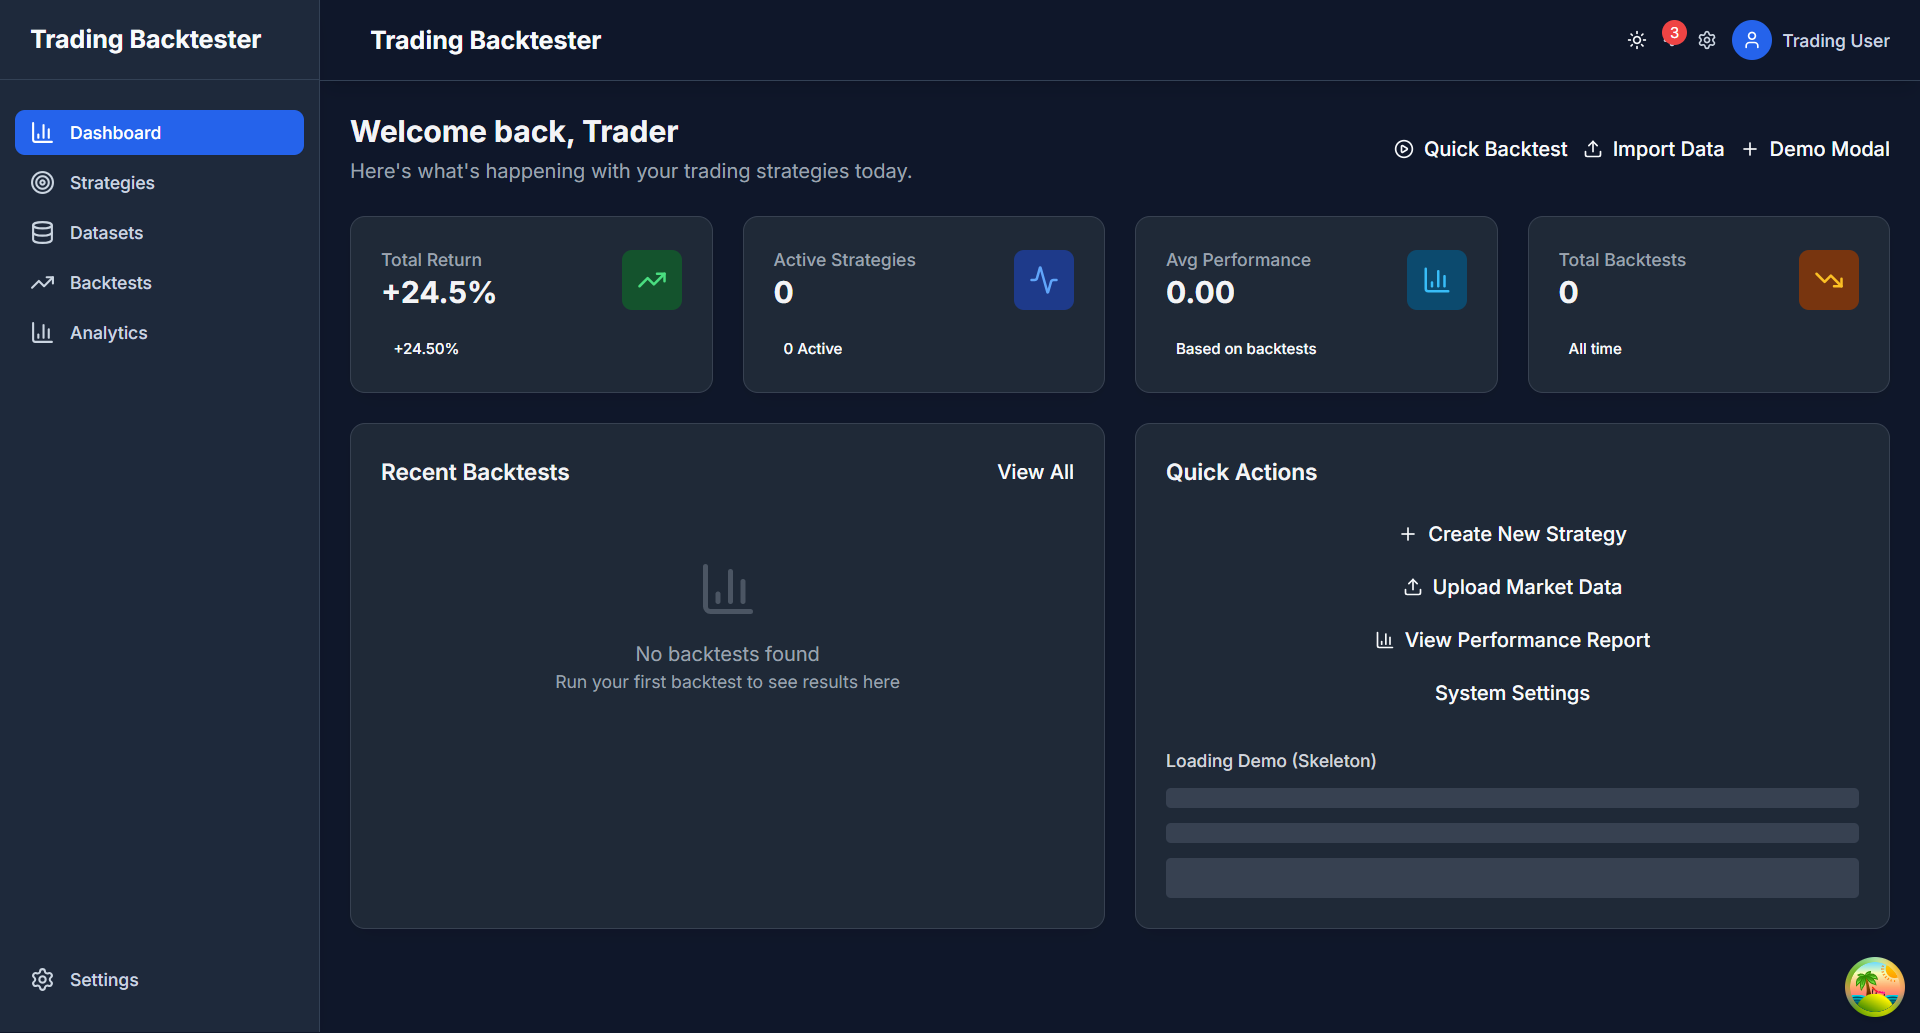 Trading Backtester
Dashboard
Strategies
Datasets
Backtests
Analytics
Settings
Trading Backtester
3
Trading User
Welcome back, Trader
Here's what's happening with your trading strategies today.
Quick Backtest
Import Data
Demo Modal
Total Return
+24.5%
+24.50%
Active Strategies
0
0 Active
Avg Performance
0.00
Based on backtests
Total Backtests
0
All time
Recent Backtests
View All
No backtests found
Run your first backtest to see results here
Quick Actions
Create New Strategy
Upload Market Data
View Performance Report
System Settings
Loading Demo (Skeleton)